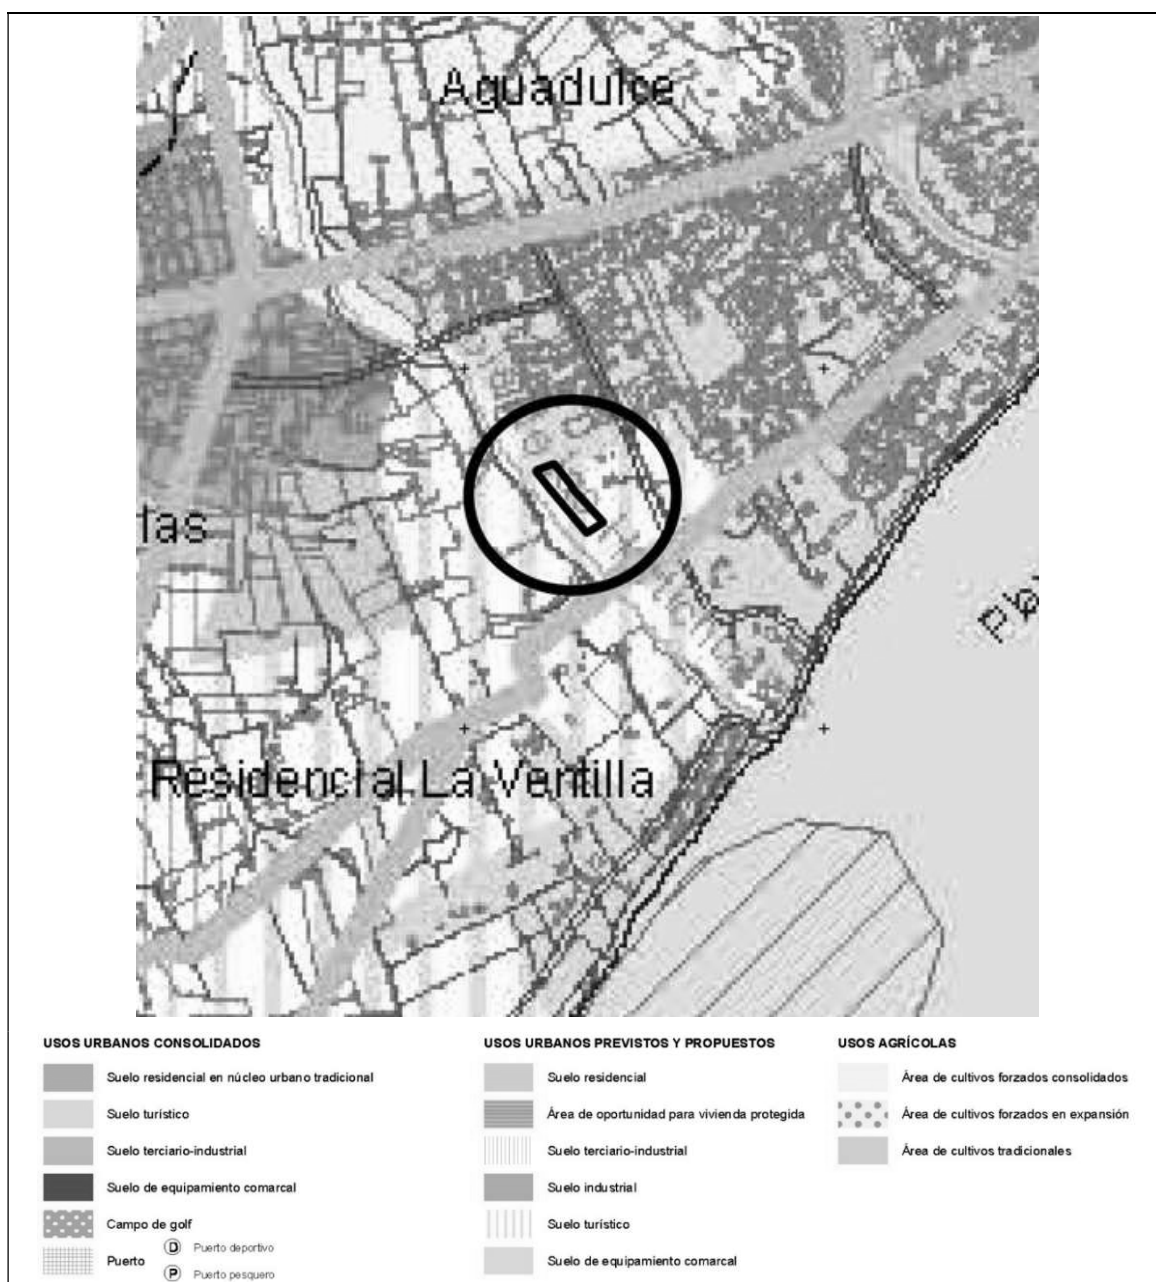 Aguadulce
las
Residencial La Ventilla
USOS URBANOS CONSOLIDADOS
Suelo residencial en núcleo urbano tradicional
Suelo turístico
Suelo terciario-industrial
Suelo de equipamiento comarcal
Campo de golf
Puerto
D Puerto deportivo
P Puerto pesquero
USOS URBANOS PREVISTOS Y PROPUESTOS
Suelo residencial
Área de oportunidad para vivienda protegida
Suelo terciario-industrial
Suelo industrial
Suelo turístico
Suelo de equipamiento comarcal
USOS AGRÍCOLAS
Área de cultivos forzados consolidados
Área de cultivos forzados en expansión
Área de cultivos tradicionales